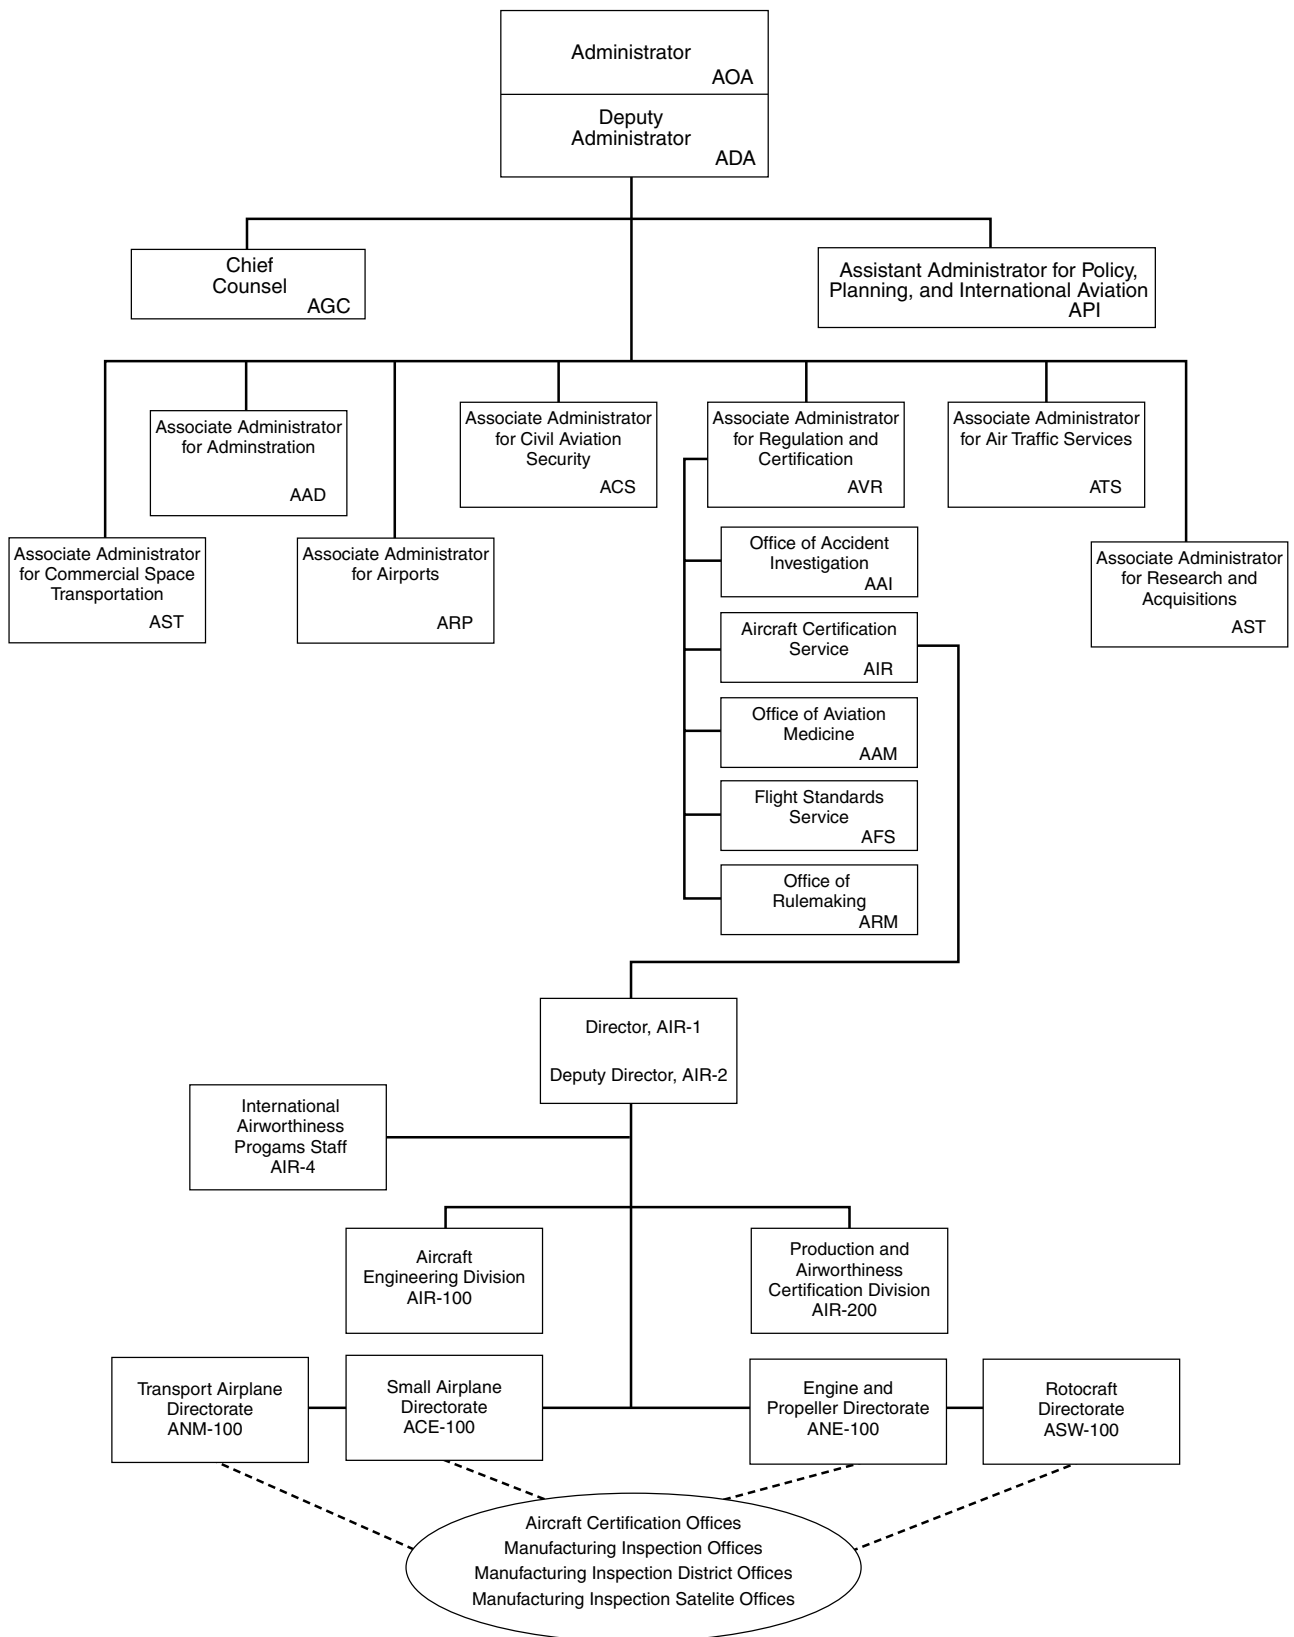 Administrator
AOA
Deputy
Administrator
ADA
Chief
Counsel
AGC
Assistant Administrator for Policy,
Planning, and International Aviation
API
Associate Administrator
for Adminstration
AAD
Associate Administrator
for Civil Aviation
Security
ACS
Associate Administrator
for Regulation and
Certification
AVR
Associate Administrator
for Air Traffic Services
ATS
Associate Administrator
for Commercial Space
Transportation
AST
Associate Administrator
for Airports
ARP
Associate Administrator
for Research and
Acquisitions
AST
Office of Accident
Investigation
AAI
Aircraft Certification
Service
AIR
Office of Aviation
Medicine
AAM
Flight Standards
Service
AFS
Office of
Rulemaking
ARM
Director, AIR-1
Deputy Director, AIR-2
International
Airworthiness
Progams Staff
AIR-4
Aircraft
Engineering Division
AIR-100
Production and
Airworthiness
Certification Division
AIR-200
Transport Airplane
Directorate
ANM-100
Small Airplane
Directorate
ACE-100
Engine and
Propeller Directorate
ANE-100
Rotocraft
Directorate
ASW-100
Aircraft Certification Offices
Manufacturing Inspection Offices
Manufacturing Inspection District Offices
Manufacturing Inspection Satelite Offices